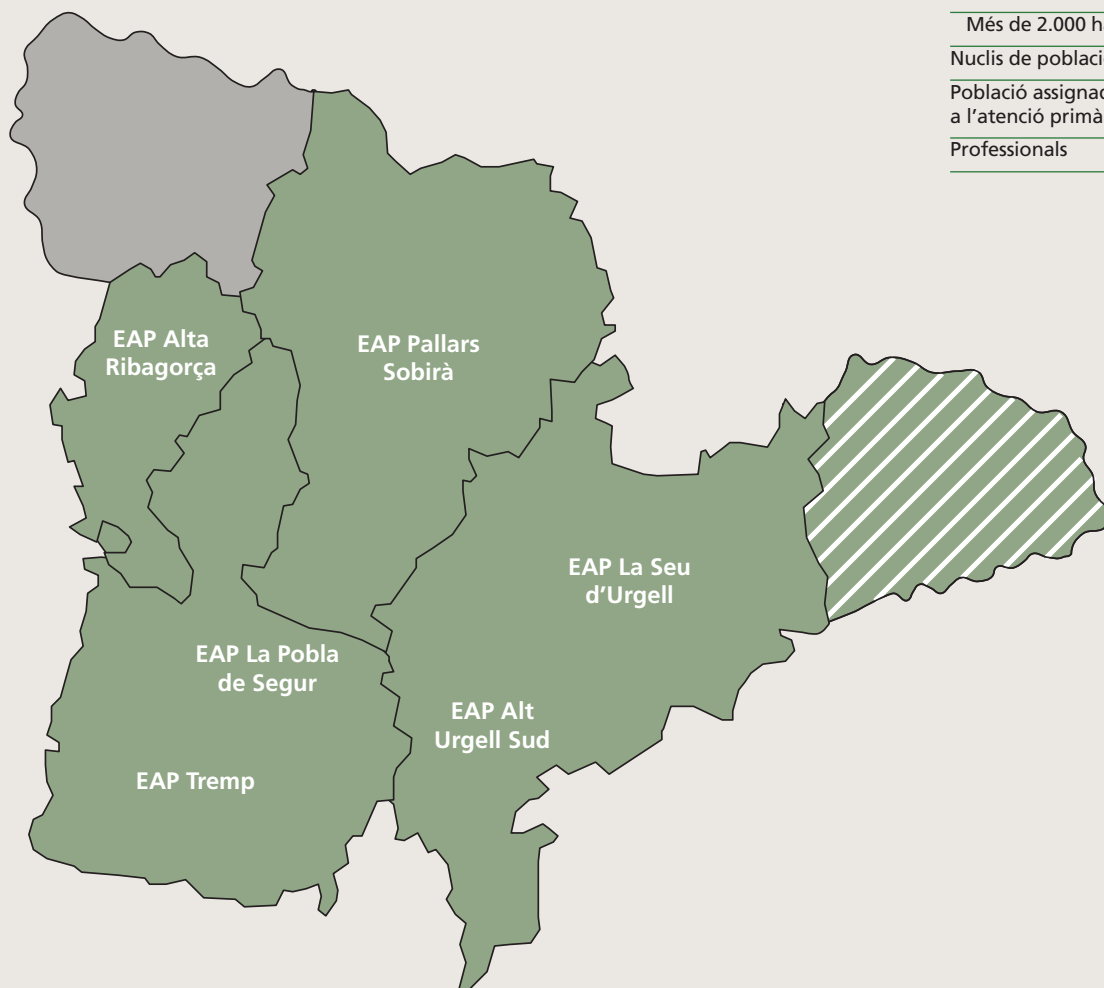 Més de 2.000 h
Nuclis de població
Població assignad
a l'atenció primà
Professionals
EAP Alta
Ribagorça
EAP Pallars
Sobirà
EAP La Seu
d'Urgell
EAP La Pobla
de Segur
EAP Alt
Urgell Sud
EAP Tremp